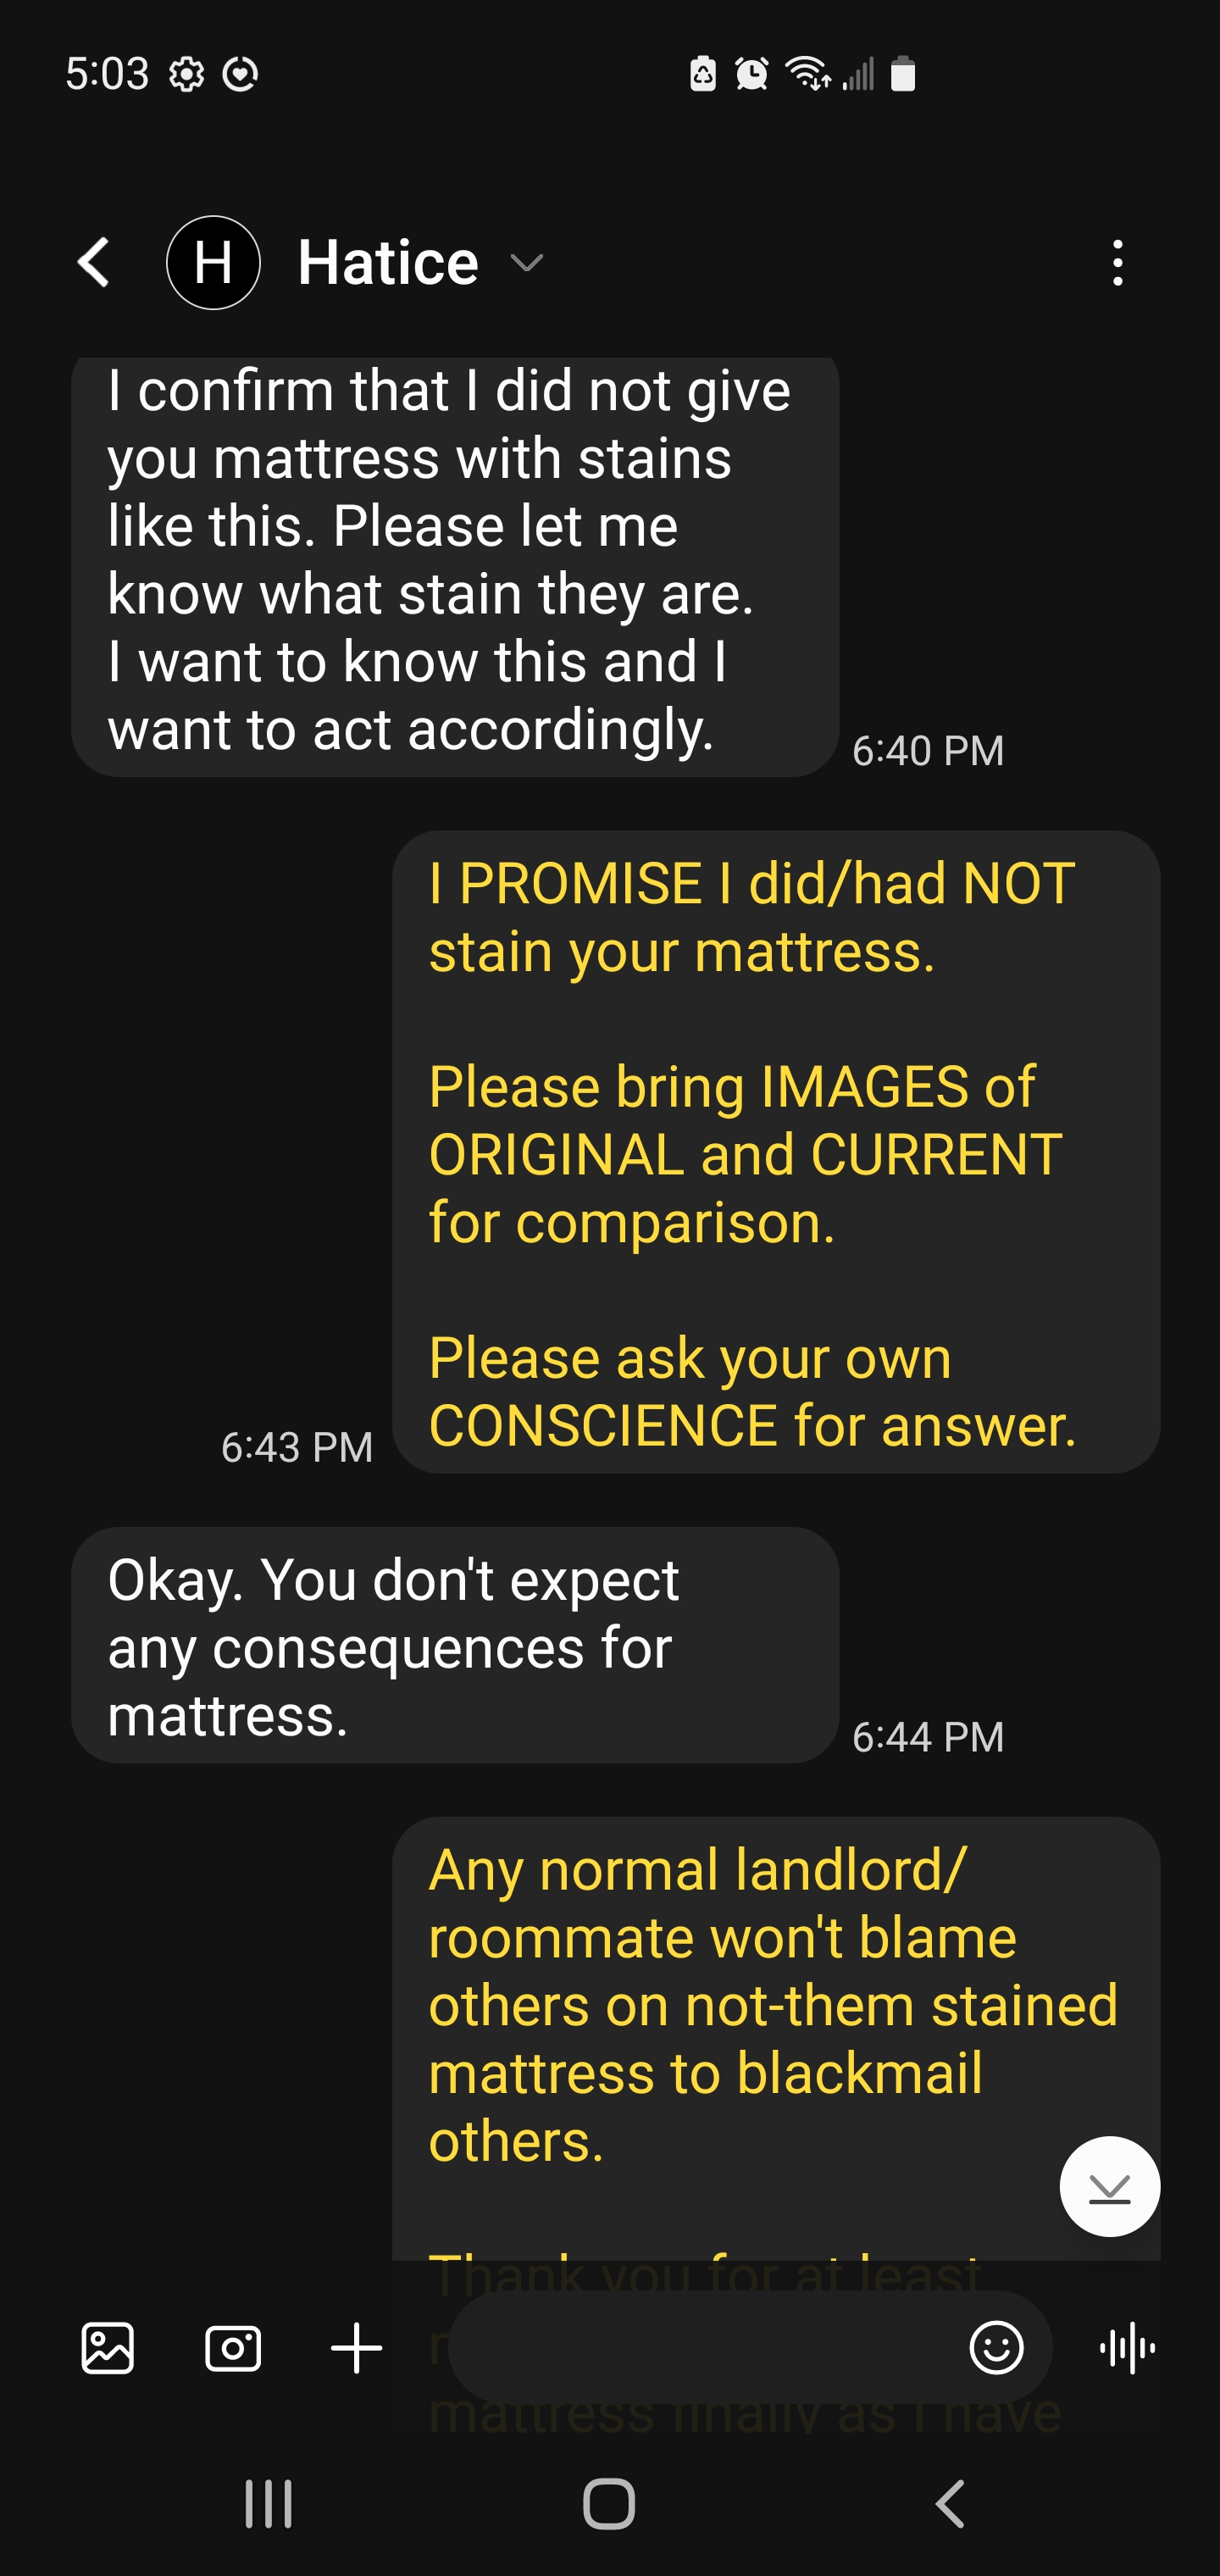 5:03
H Hatice
I confirm that I did not give
you mattress with stains
like this. Please let me
know what stain they are.
I want to know this and I
want to act accordingly.
6:40 PM
I PROMISE I did/had NOT
stain your mattress.
Please bring IMAGES of
ORIGINAL and CURRENT
for comparison.
Please ask your own
CONSCIENCE for answer.
6:43 PM
Okay. You don't expect
any consequences for
mattress.
6:44 PM
Any normal landlord/
roommate won't blame
others on not-them stained
mattress to blackmail
others.
Thank you for at least
mattress finally as I have